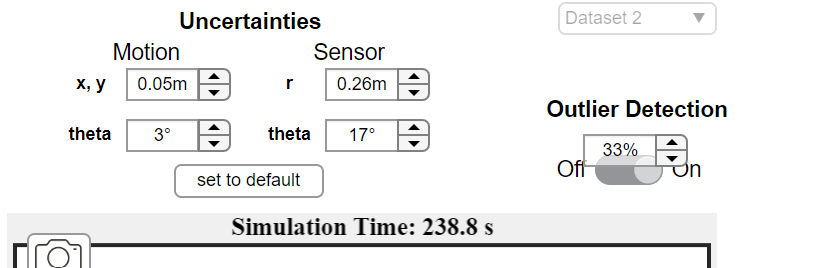 Uncertainties
Dataset 2
Motion Sensor
x, y 0.05m r 0.26m
Outlier Detection
theta 3° theta 17°
33%
Off On
set to default
Simulation Time: 238.8 s